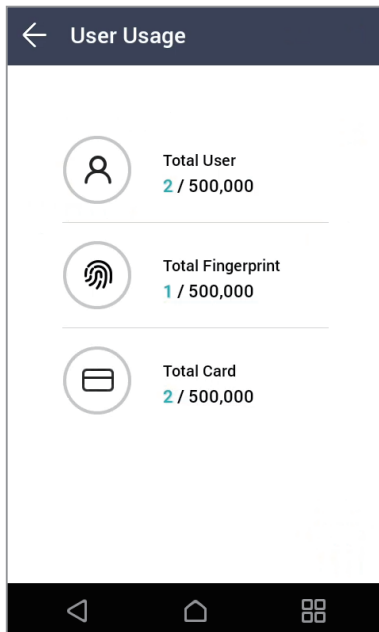 User Usage
Total User
2 / 500,000
Total Fingerprint
1 / 500,000
Total Card
2 / 500,000